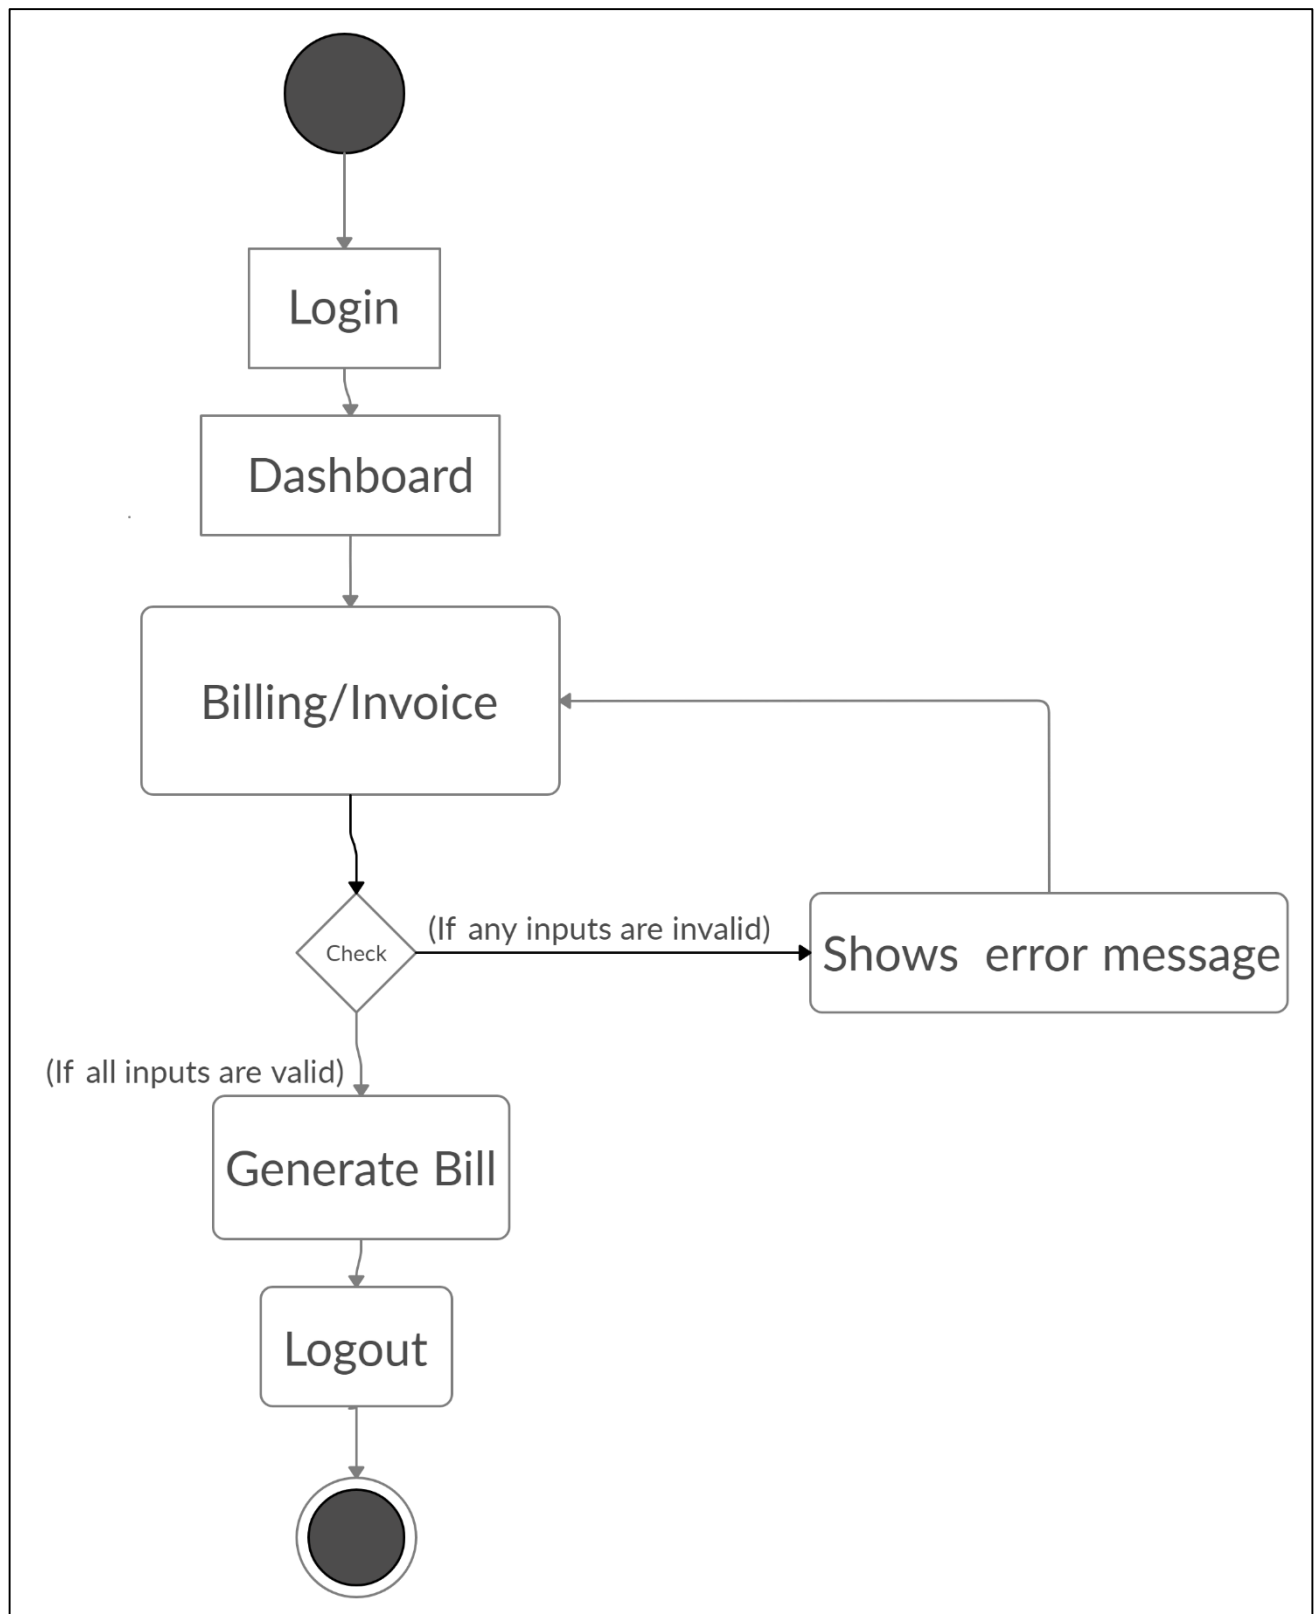 Login
Dashboard
Billing/Invoice
(If any inputs are invalid)
Check
Shows error message
(If all inputs are valid)
Generate Bill
Logout